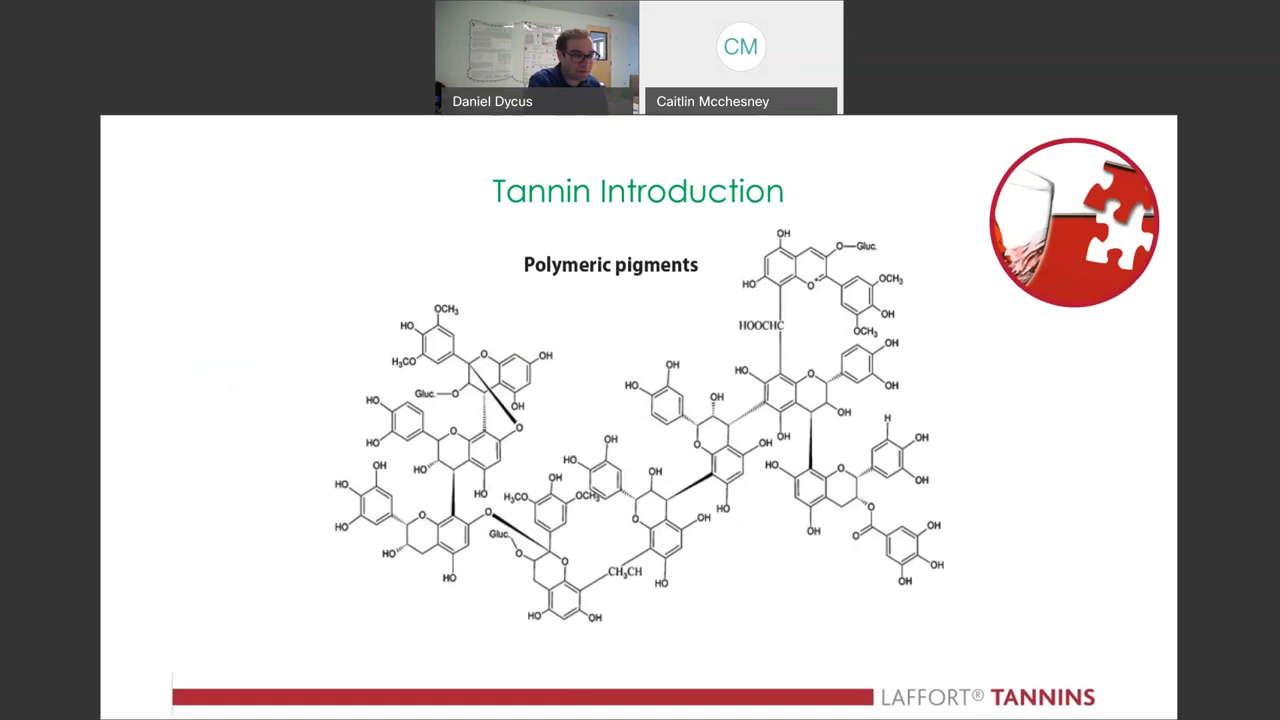 Daniel Dycus
CM
Caitlin Mcchesney
Tannin Introduction
Polymeric pigments
OH
O—Gluc.
HO
O+
OCH3
OH
OCH3
HOOCHC
OH
HO
O
OH
OH
OH
OCH3
HO
H3CO
O
OH
Gluc.—O
OH
O
HO
HO
O
HO
OH
OH
HO
HO
O
O
HO
HO
OH
H3CO
OCH3
Gluc.
O
O
HO
OH
CH3CH
OH
HO
OH
O
OH
HO
OH
HO
OH
O
OH
OH
H
OH
OH
HO
O
OH
O
O
OH
OH
OH
LAFFORT® TANNINS